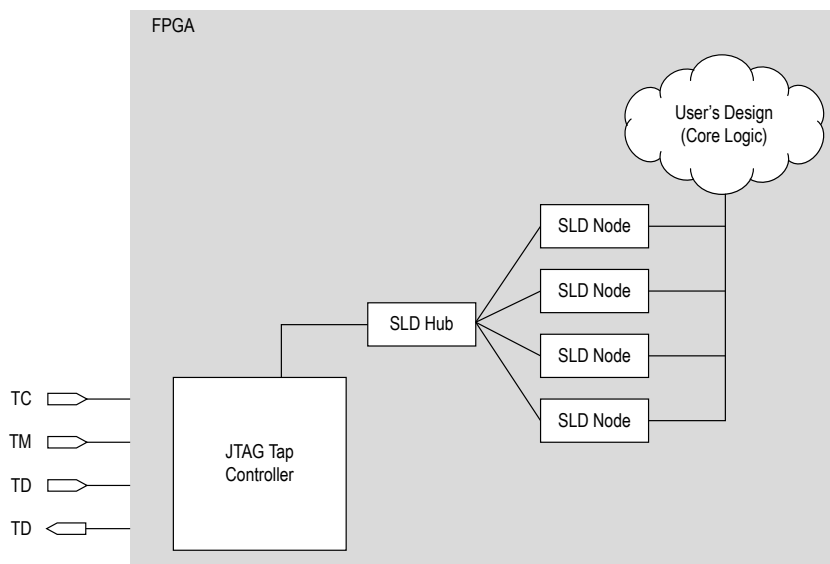 FPGA
User's Design
(Core Logic)
SLD Node
SLD Node
SLD Hub
SLD Node
SLD Node
TC
TM
JTAG Tap
Controller
TD
TD